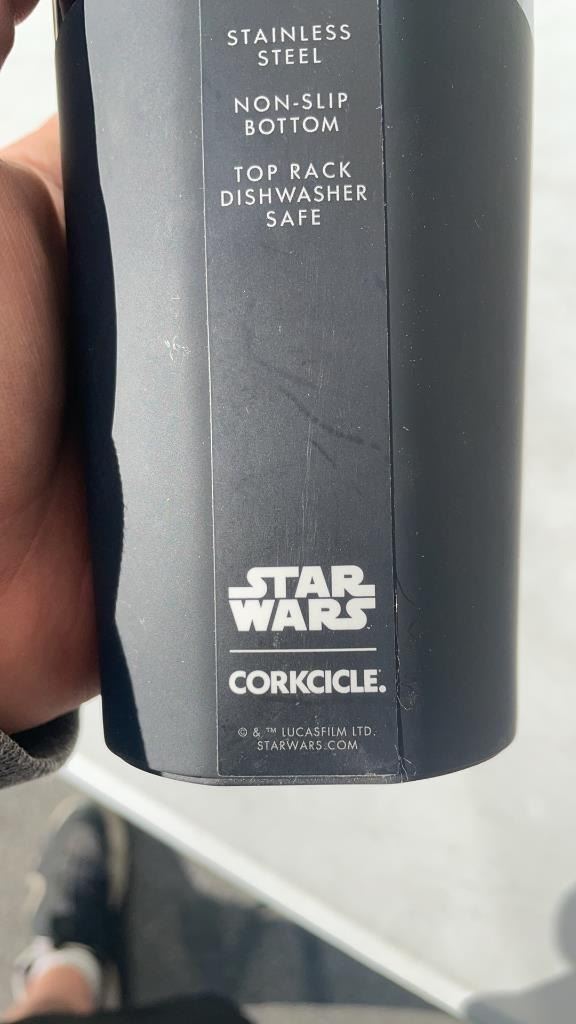 STAINLESS
STEEL
NON-SLIP
BOTTOM
TOP RACK
DISHWASHER
SAFE
STAR
WARS
CORKCICLE.
© & ™ LUCASFILM LTD.
STARWARS.COM